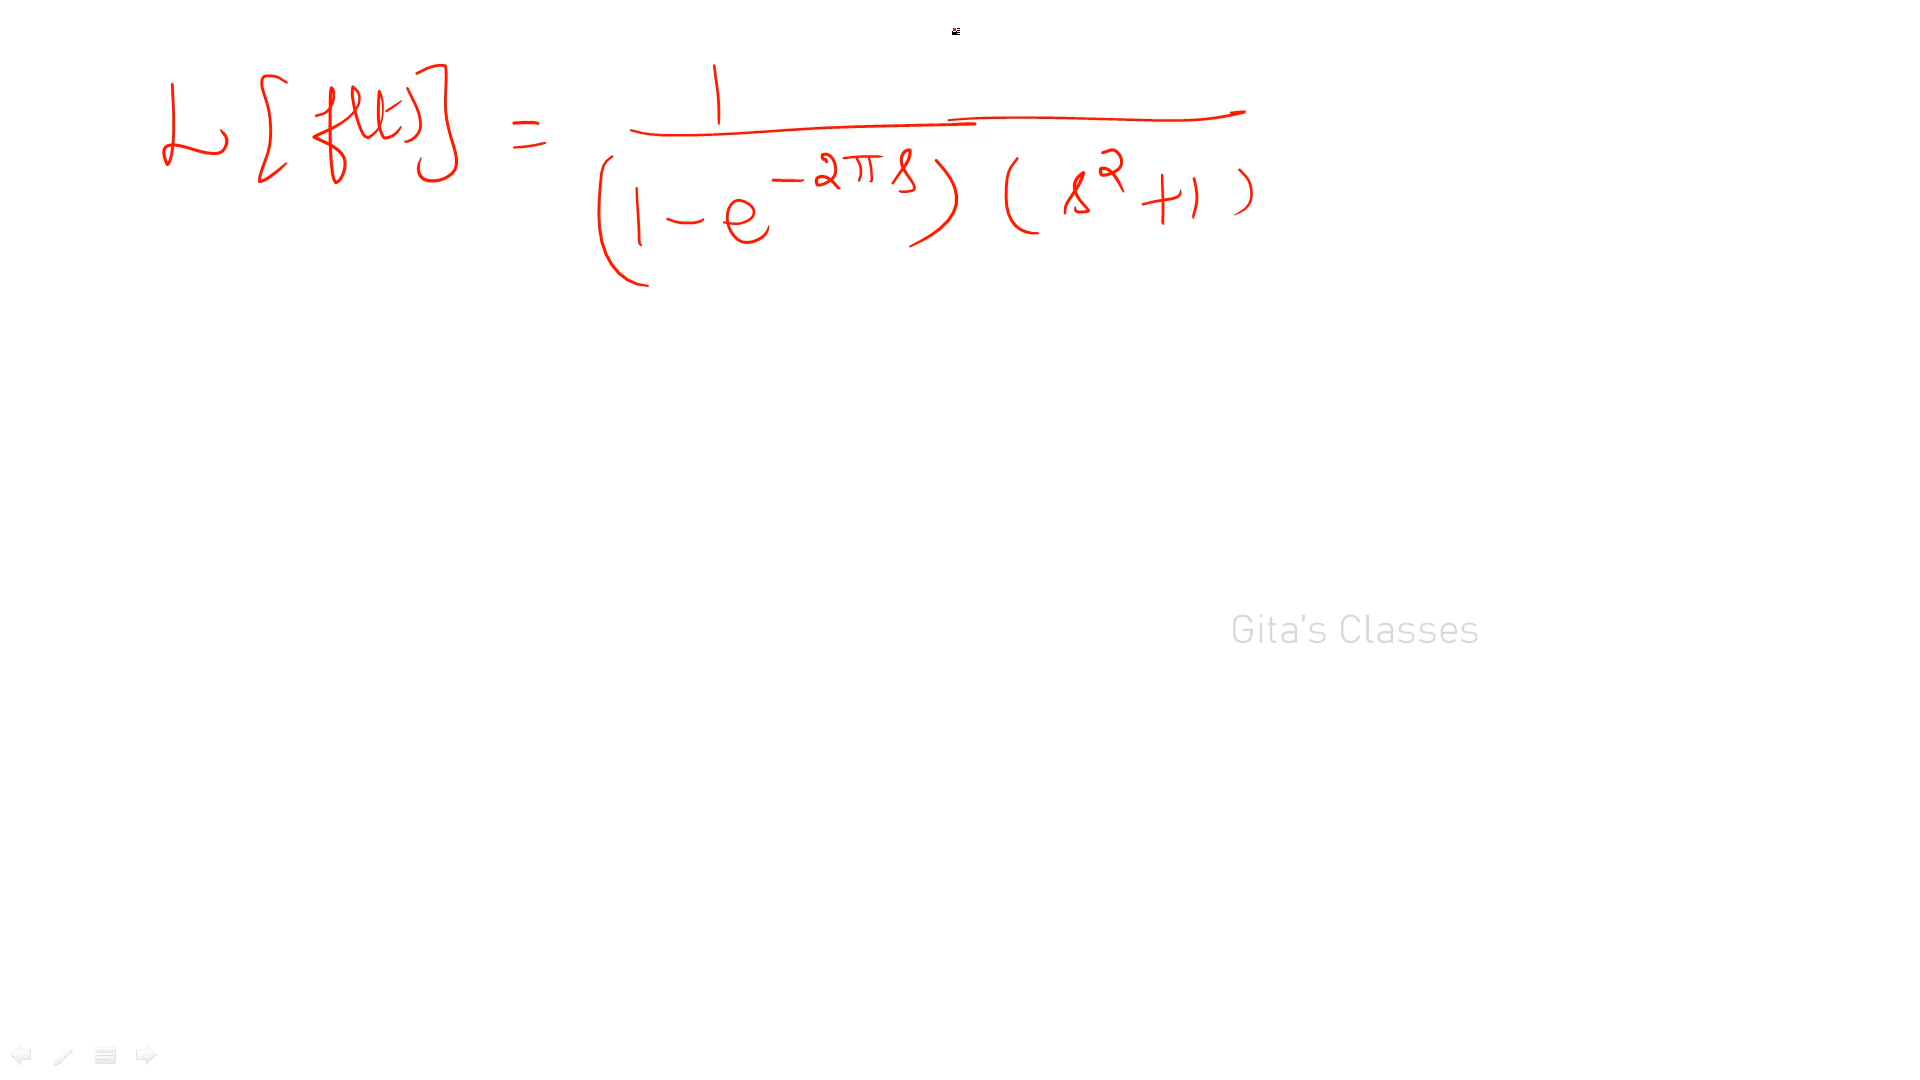 L[f(t)] = 1 / (1 - e^{-2πs}) (s^2 + 1)
Gita's Classes